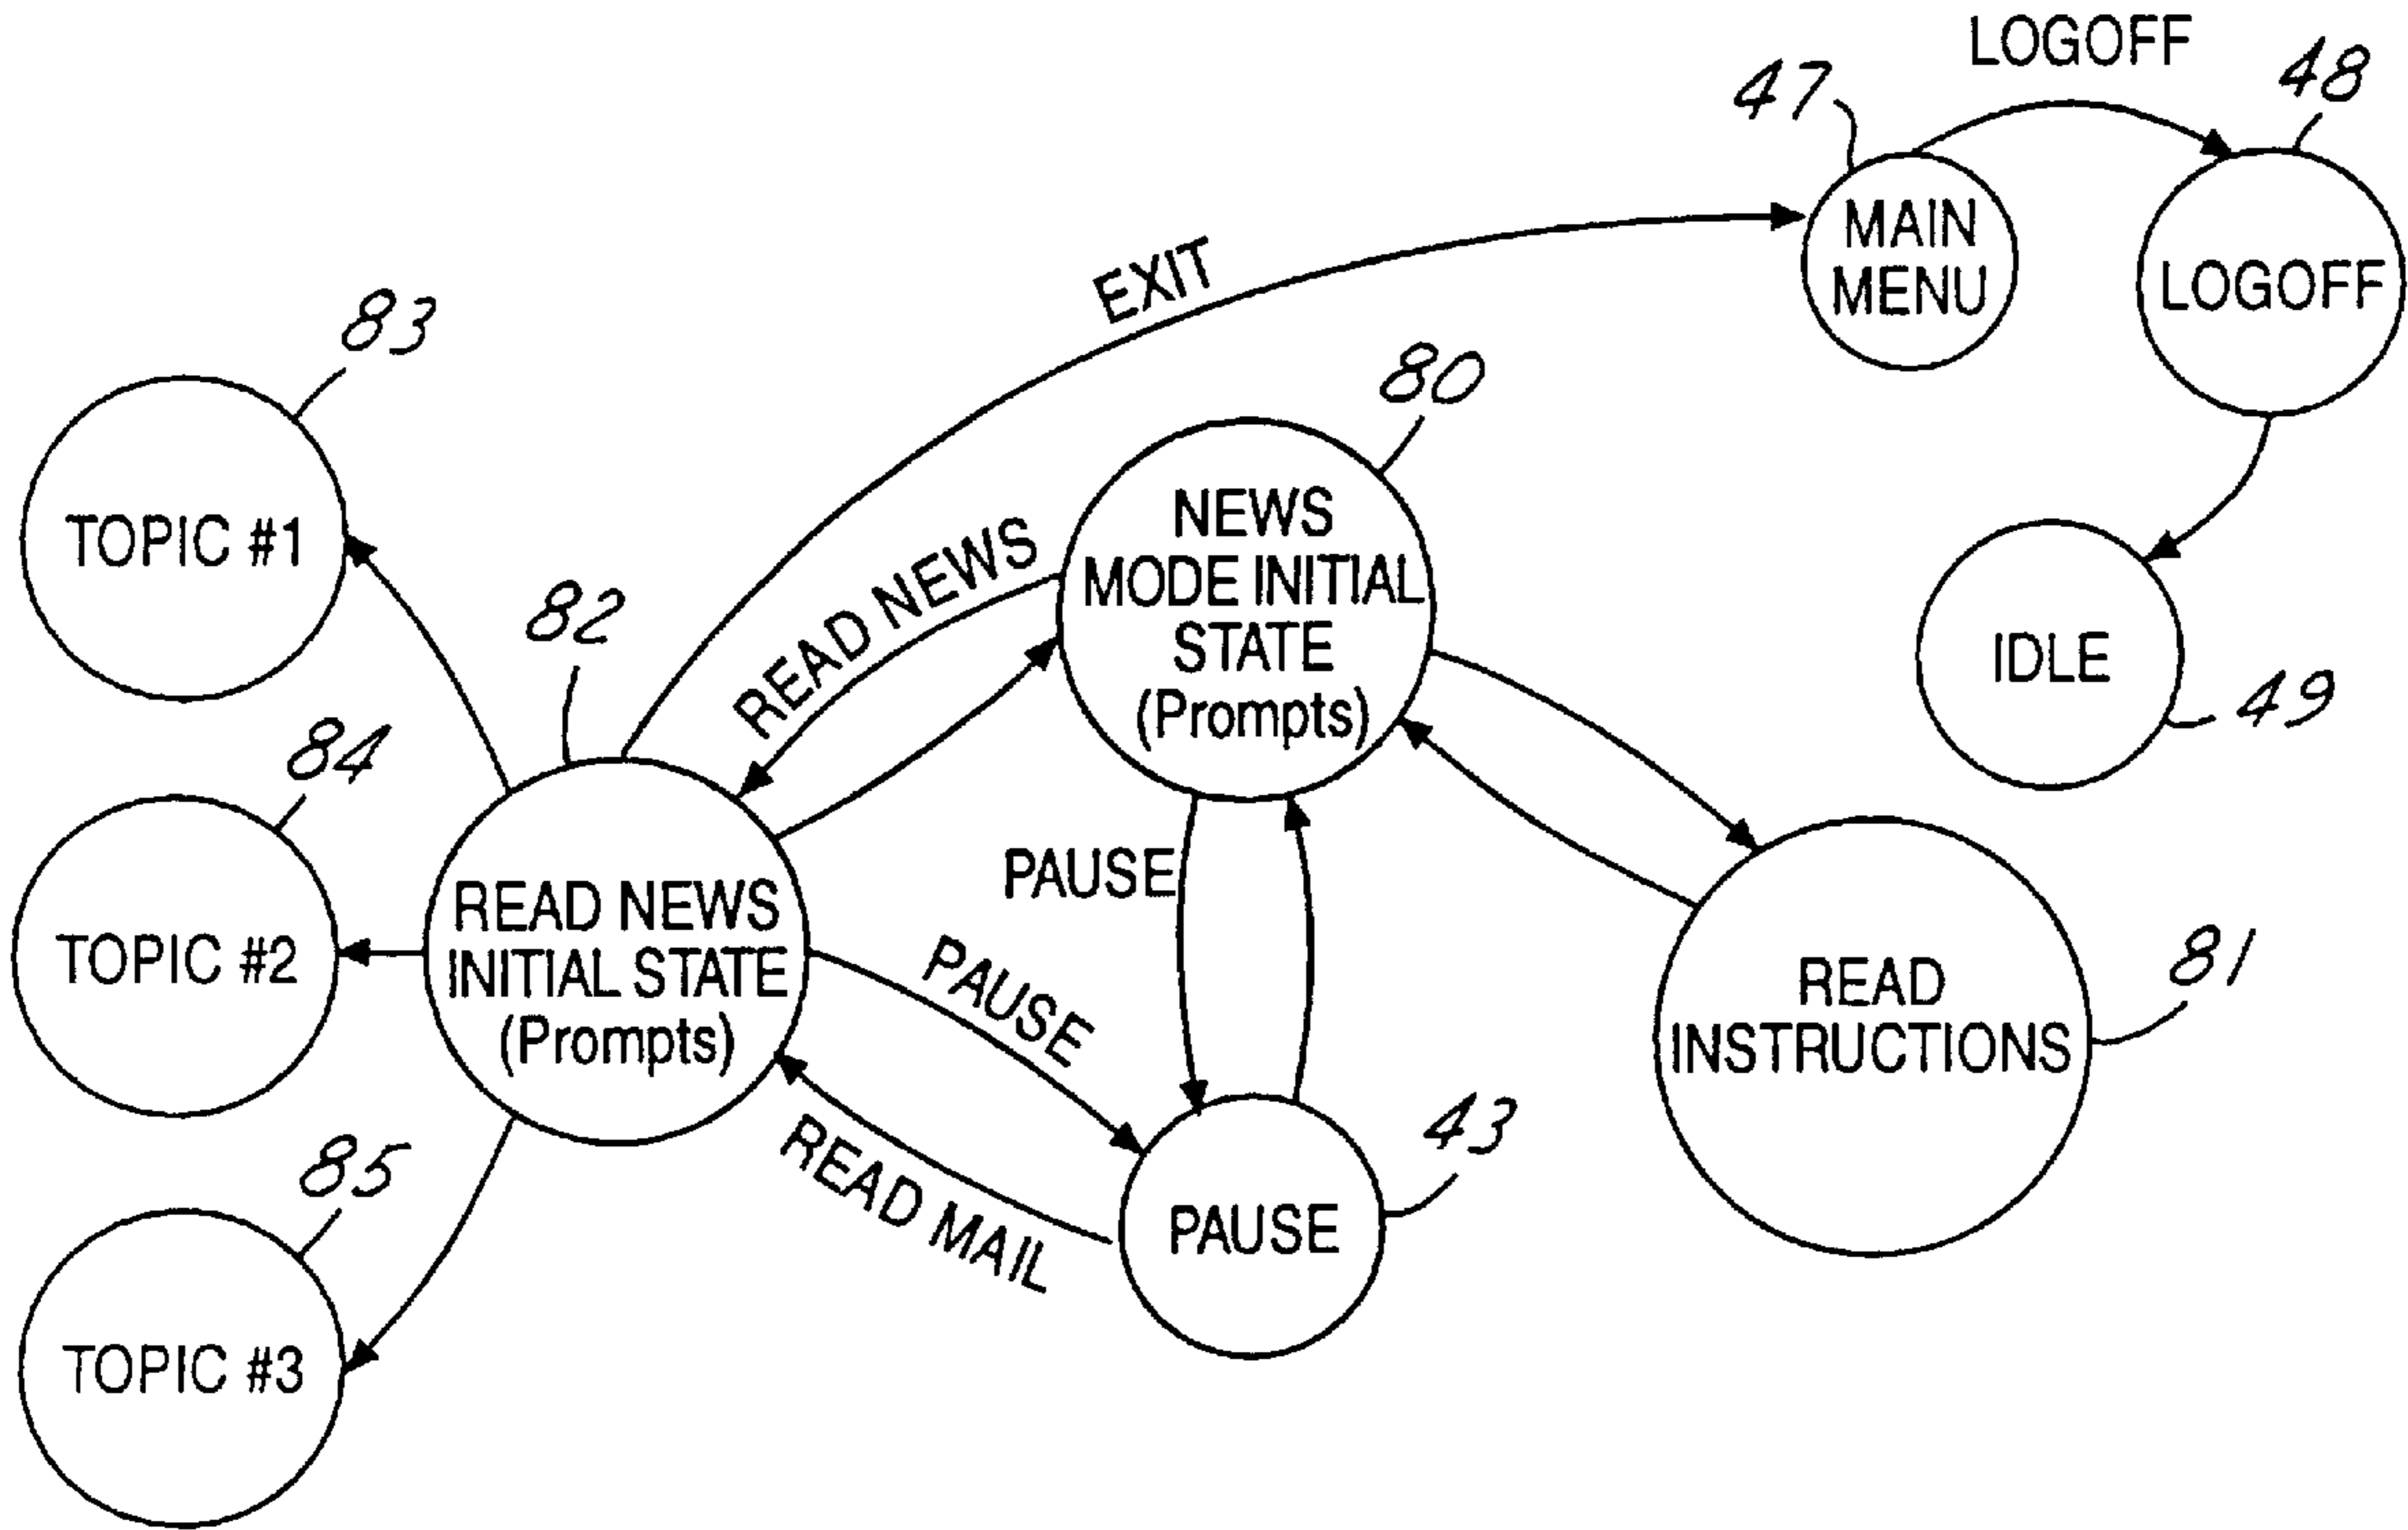 LOGOFF
47
48
MAIN
MENU
LOGOFF
EXIT
83
80
TOPIC #1
READ NEWS
NEWS
MODE INITIAL
STATE
(Prompts)
82
IDLE
49
84
PAUSE
TOPIC #2
READ NEWS
INITIAL STATE
(Prompts)
PAUSE
READ
INSTRUCTIONS
81
85
READ MAIL
43
PAUSE
TOPIC #3